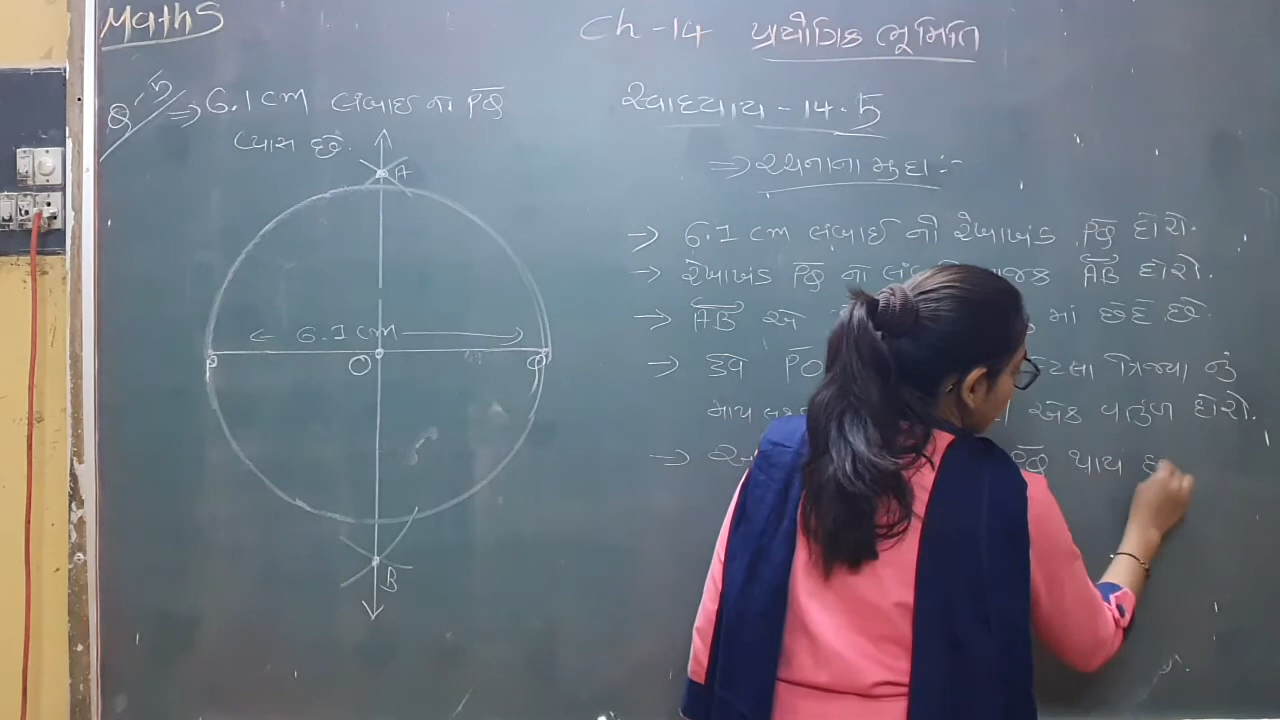 Maths
Ch-14 પ્રાયોગિક ભૂમિતિ
સ્વાધ્યાય - 14.5
Q-5 ⇒ 6.1 cm લંબાઈ નો PQ
વ્યાસ છે.
A
6.1 cm
P O Q
B
⇒ રચનાના મુદ્દા :-
→ 6.1 cm લંબાઈ ની રેખાખંડ PQ દોરો.
→ રેખાખંડ PQ નો AB દોરો.
→ AB એ માં છેદે છે.
→ હવે PO ત્રિજ્યા નું
માપ એક વર્તુળ દોરો.
→ PQ થાય